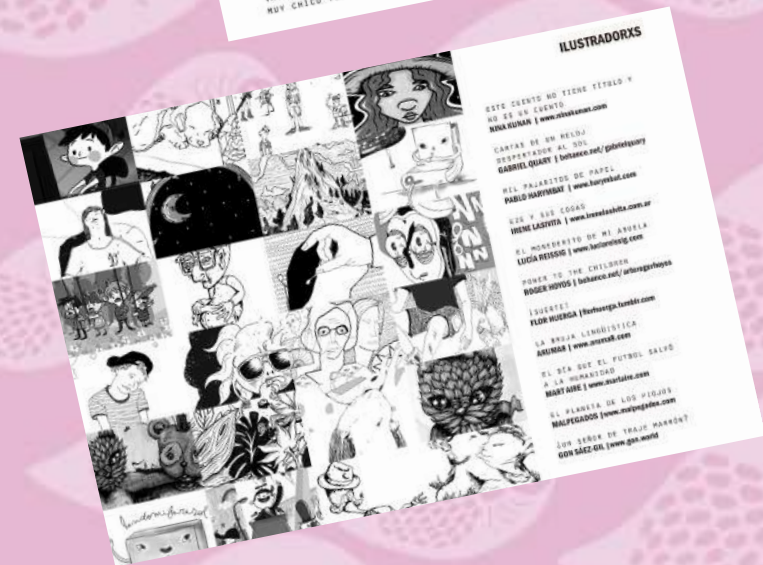 MUY CHICO
ILUSTRADORXS
ESTE CUENTO NO TIENE TÍTULO Y
NO ES UN CUENTO
NINA KUNAN | www.ninakunan.com
CARTAS DE UN RELOJ
DESPERTADOR AL SOL
GABRIEL QUARY | behance.net/gabrielquary
MIL PAJARITOS DE PAPEL
PABLO HARYMBAT | www.harymbat.com
Y SUS COSAS
IRENE LASIVITA | www.irenelasivita.com.ar
EL MONEDERITO DE MI ABUELA
LUCÍA REISSIG | www.luciareissig.com
POWER TO THE CHILDREN
ROGER HOYOS | behance.net/arterogerhoyos
¡SUERTE!
FLOR HUERGA | florhuerga.tumblr.com
LA BRUJA LINGÜÍSTICA
ARUMAR | www.arumaR.com
EL DÍA QUE EL FUTBOL SALVÓ
A LA HUMANIDAD
MART AIRE | www.martaire.com
EL PLANETA DE LOS PIOJOS
MALPEGADOS | www.malpegados.com
¿UN SEÑOR DE TRAJE MARRÓN?
GON SÁEZ-GIL | www.gon.world